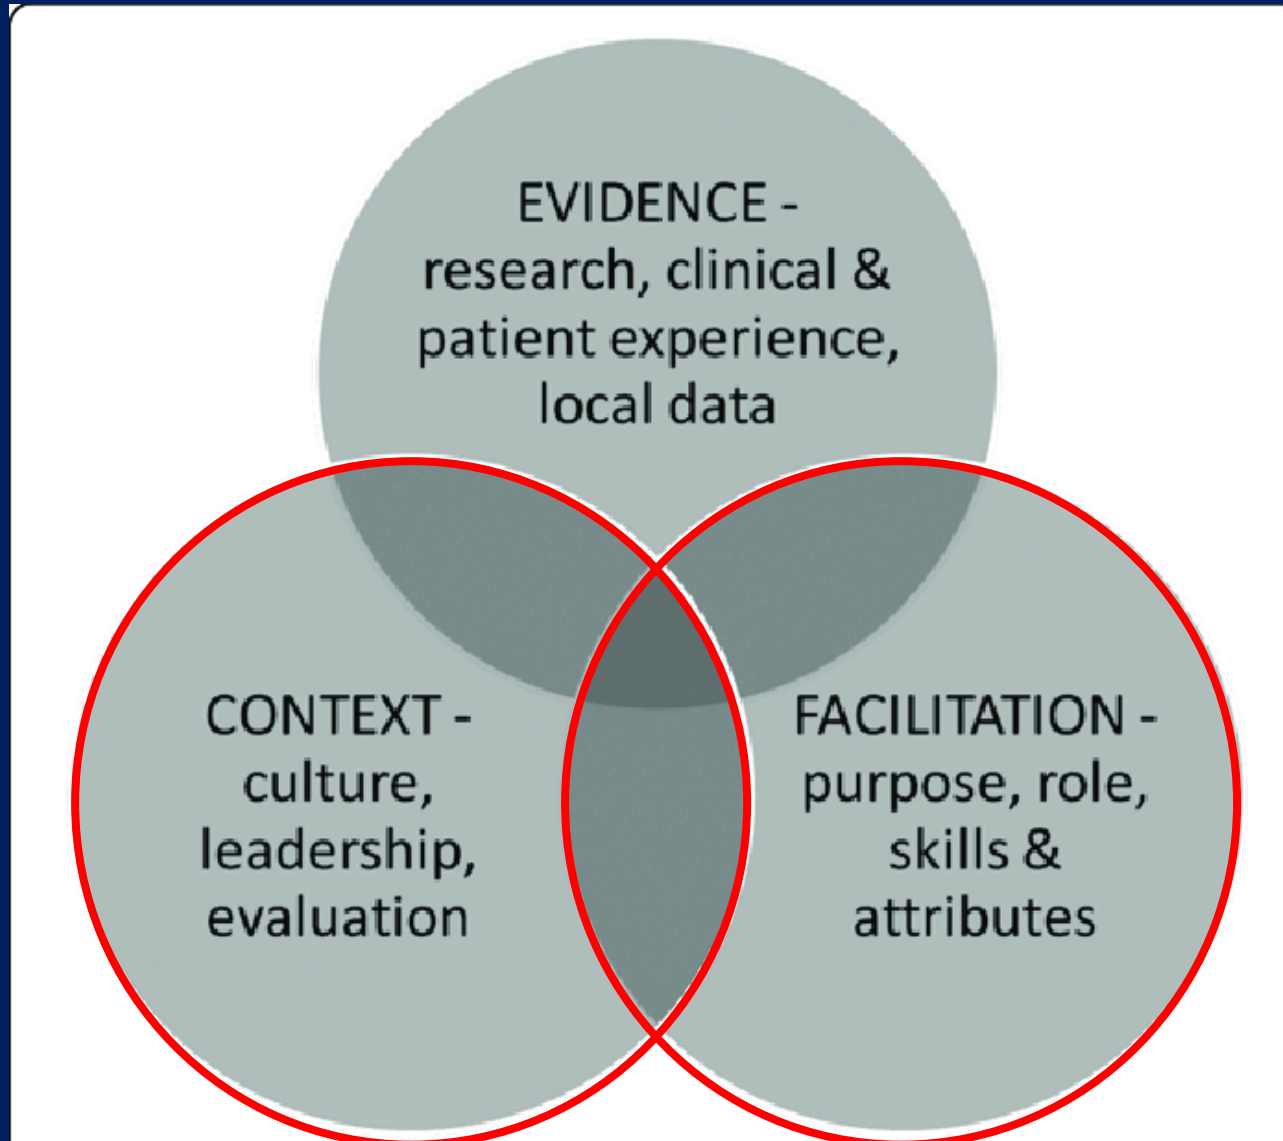 EVIDENCE -
research, clinical &
patient experience,
local data
CONTEXT -
culture,
leadership,
evaluation
FACILITATION -
purpose, role,
skills &
attributes